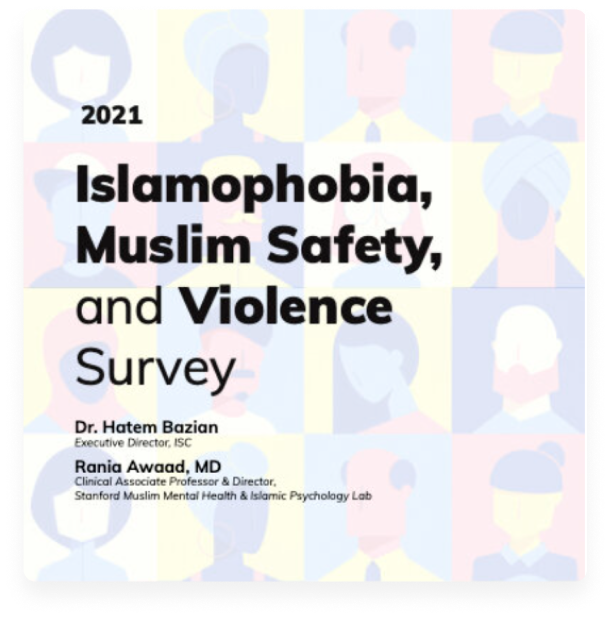 2021
Islamophobia,
Muslim Safety,
and Violence
Survey
Dr. Hatem Bazian
Executive Director, ISC
Rania Awaad, MD
Clinical Associate Professor & Director,
Stanford Muslim Mental Health & Islamic Psychology Lab